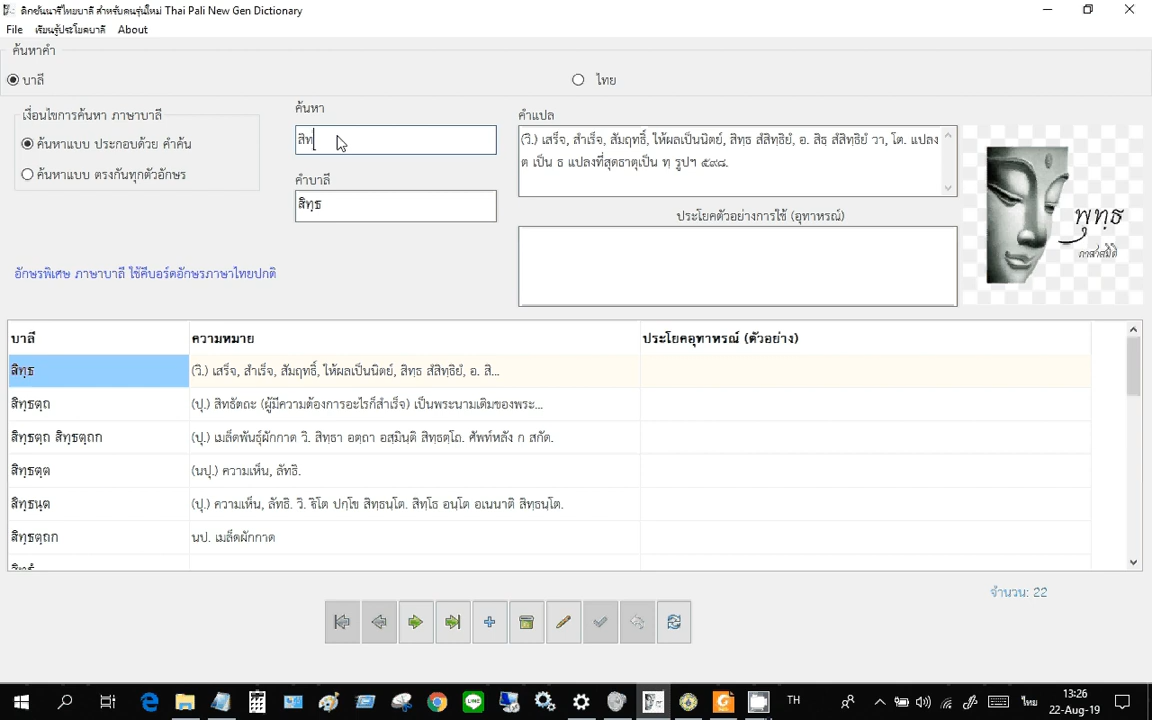 ดิกชันนารีไทยบาลี สำหรับคนรุ่นใหม่ Thai Pali New Gen Dictionary
File เรียนรู้ประโยคบาลี About
ค้นหาคำ
บาลี ไทย
เงื่อนไขการค้นหา ภาษาบาลี
ค้นหาแบบ ประกอบด้วย คำค้น
ค้นหาแบบ ตรงกันทุกตัวอักษร
ค้นหา
สิทฺ
คำบาลี
สิทฺธ
คำแปล
(วิ.) เสร็จ, สำเร็จ, สัมฤทธิ์, ให้ผลเป็นนิตย์, สิทฺธ สํสิทฺธิยํ, อ. สิธฺ สํสิทฺธิยํ วา, โต. แปลง
ต เป็น ธ แปลงที่สุดธาตุเป็น ทฺ รูปฯ ๕๙๘.
ประโยคตัวอย่างการใช้ (อุทาหรณ์)
พุทฺธ
ภาสาสมิติ
อักษรพิเศษ ภาษาบาลี ใช้คีบอร์ดอักษรภาษาไทยปกติ
บาลี ความหมาย ประโยคอุทาหรณ์ (ตัวอย่าง)
สิทฺธ (วิ.) เสร็จ, สำเร็จ, สัมฤทธิ์, ให้ผลเป็นนิตย์, สิทฺธ สํสิทฺธิยํ, อ. สิ...
สิทฺธตฺถ (ปุ.) สิทธัตถะ (ผู้มีความต้องการอะไรก็สำเร็จ) เป็นพระนามเดิมของพระ...
สิทฺธตฺถ สิทฺธตฺถก (ปุ.) เมล็ดพันธุ์ผักกาด วิ. สิทฺธา อตฺถา อสฺมินฺติ สิทฺธตฺโถ. ศัพท์หลัง ก สกัด.
สิทฺธตฺต (นปุ.) ความเห็น, ลัทธิ.
สิทฺธนฺต (ปุ.) ความเห็น, ลัทธิ. วิ. ฐิโต ปกฺโข สิทฺธนฺโต. สิทฺโธ อนฺโต อเนนาติ สิทฺธนฺโต.
สิทฺธตฺถก นป. เมล็ดผักกาด
จำนวน: 22
TH ไทย 13:26
22-Aug-19